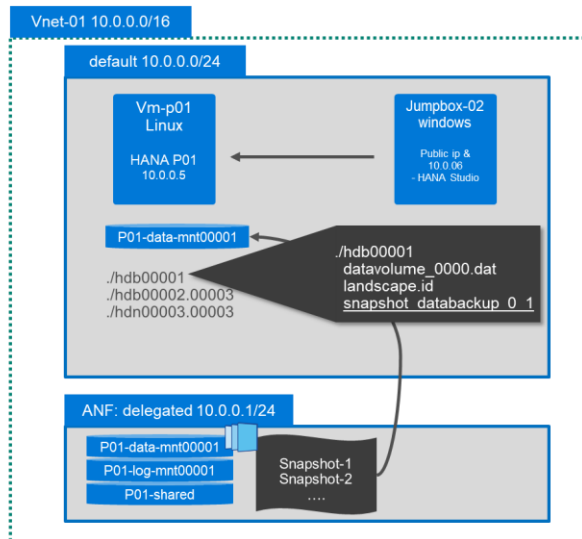 Vnet-01 10.0.0.0/16
default 10.0.0.0/24
Vm-p01
Linux
HANA P01
10.0.0.5
Jumpbox-02
windows
Public ip &
10.0.06
- HANA Studio
P01-data-mnt00001
./hdb00001
./hdb00002.00003
./hdn00003.00003
./hdb00001
datavolume_0000.dat
landscape.id
snapshot_databackup_0_1
ANF: delegated 10.0.0.1/24
P01-data-mnt00001
P01-log-mnt00001
P01-shared
Snapshot-1
Snapshot-2
....